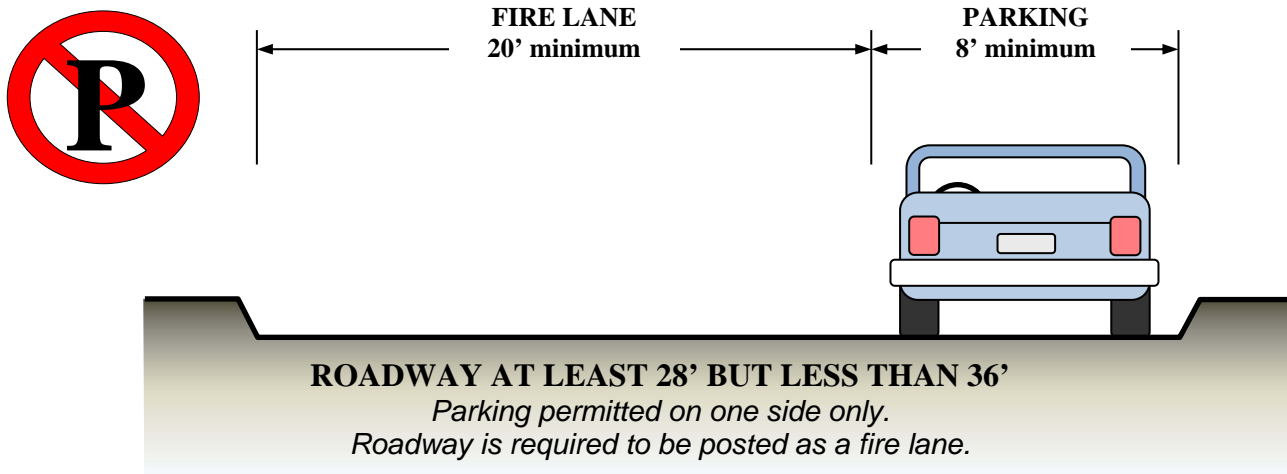 P
FIRE LANE
20’ minimum
PARKING
8’ minimum
ROADWAY AT LEAST 28’ BUT LESS THAN 36’
Parking permitted on one side only.
Roadway is required to be posted as a fire lane.